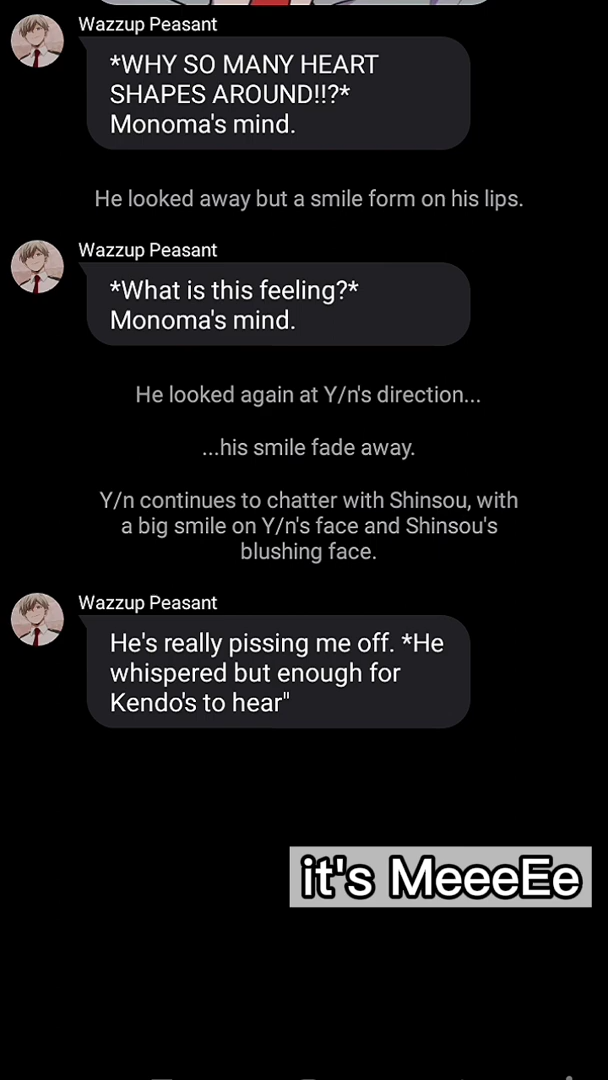 Wazzup Peasant
*WHY SO MANY HEART
SHAPES AROUND!!?*
Monoma's mind.
He looked away but a smile form on his lips.
Wazzup Peasant
*What is this feeling?*
Monoma's mind.
He looked again at Y/n's direction...
...his smile fade away.
Y/n continues to chatter with Shinsou, with
a big smile on Y/n's face and Shinsou's
blushing face.
Wazzup Peasant
He's really pissing me off. *He
whispered but enough for
Kendo's to hear"
it's MeeeEe